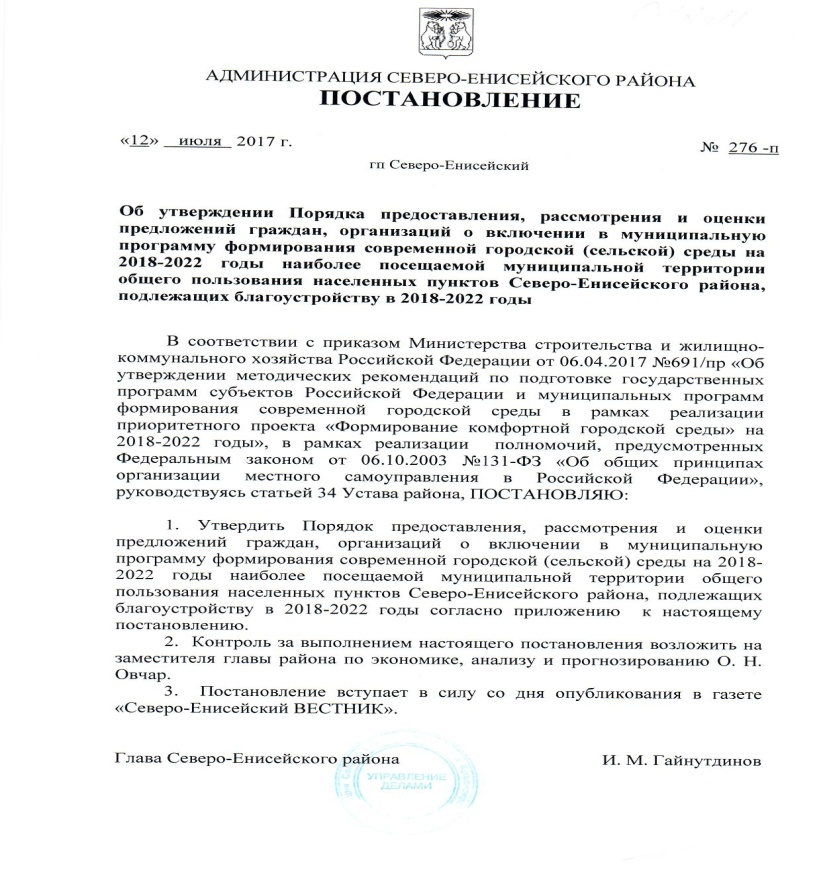 АДМИНИСТРАЦИЯ СЕВЕРО-ЕНИСЕЙСКОГО РАЙОНА
ПОСТАНОВЛЕНИЕ
«12» июля 2017 г.
№ 276 -п
гп Северо-Енисейский
Об утверждении Порядка предоставления, рассмотрения и оценки
предложений граждан, организаций о включении в муниципальную
программу формирования современной городской (сельской) среды на
2018-2022 годы наиболее посещаемой муниципальной территории
общего пользования населенных пунктов Северо-Енисейского района,
подлежащих благоустройству в 2018-2022 годы
В соответствии с приказом Министерства строительства и жилищно-
коммунального хозяйства Российской Федерации от 06.04.2017 №691/пр «Об
утверждении методических рекомендаций по подготовке государственных
программ субъектов Российской Федерации и муниципальных программ
формирования современной городской среды в рамках реализации
приоритетного проекта «Формирование комфортной городской среды» на
2018-2022 годы», в рамках реализации полномочий, предусмотренных
Федеральным законом от 06.10.2003 №131-ФЗ «Об общих принципах
организации местного самоуправления в Российской Федерации»,
руководствуясь статьей 34 Устава района, ПОСТАНОВЛЯЮ:
1. Утвердить Порядок предоставления, рассмотрения и оценки
предложений граждан, организаций о включении в муниципальную
программу формирования современной городской (сельской) среды на 2018-
2022 годы наиболее посещаемой муниципальной территории общего
пользования населенных пунктов Северо-Енисейского района, подлежащих
благоустройству в 2018-2022 годы согласно приложению к настоящему
постановлению.
2. Контроль за выполнением настоящего постановления возложить на
заместителя главы района по экономике, анализу и прогнозированию О. Н.
Овчар.
3. Постановление вступает в силу со дня опубликования в газете
«Северо-Енисейский ВЕСТНИК».
Глава Северо-Енисейского района
И. М. Гайнутдинов
УПРАВЛЕНИЕ
ДЕЛАМИ